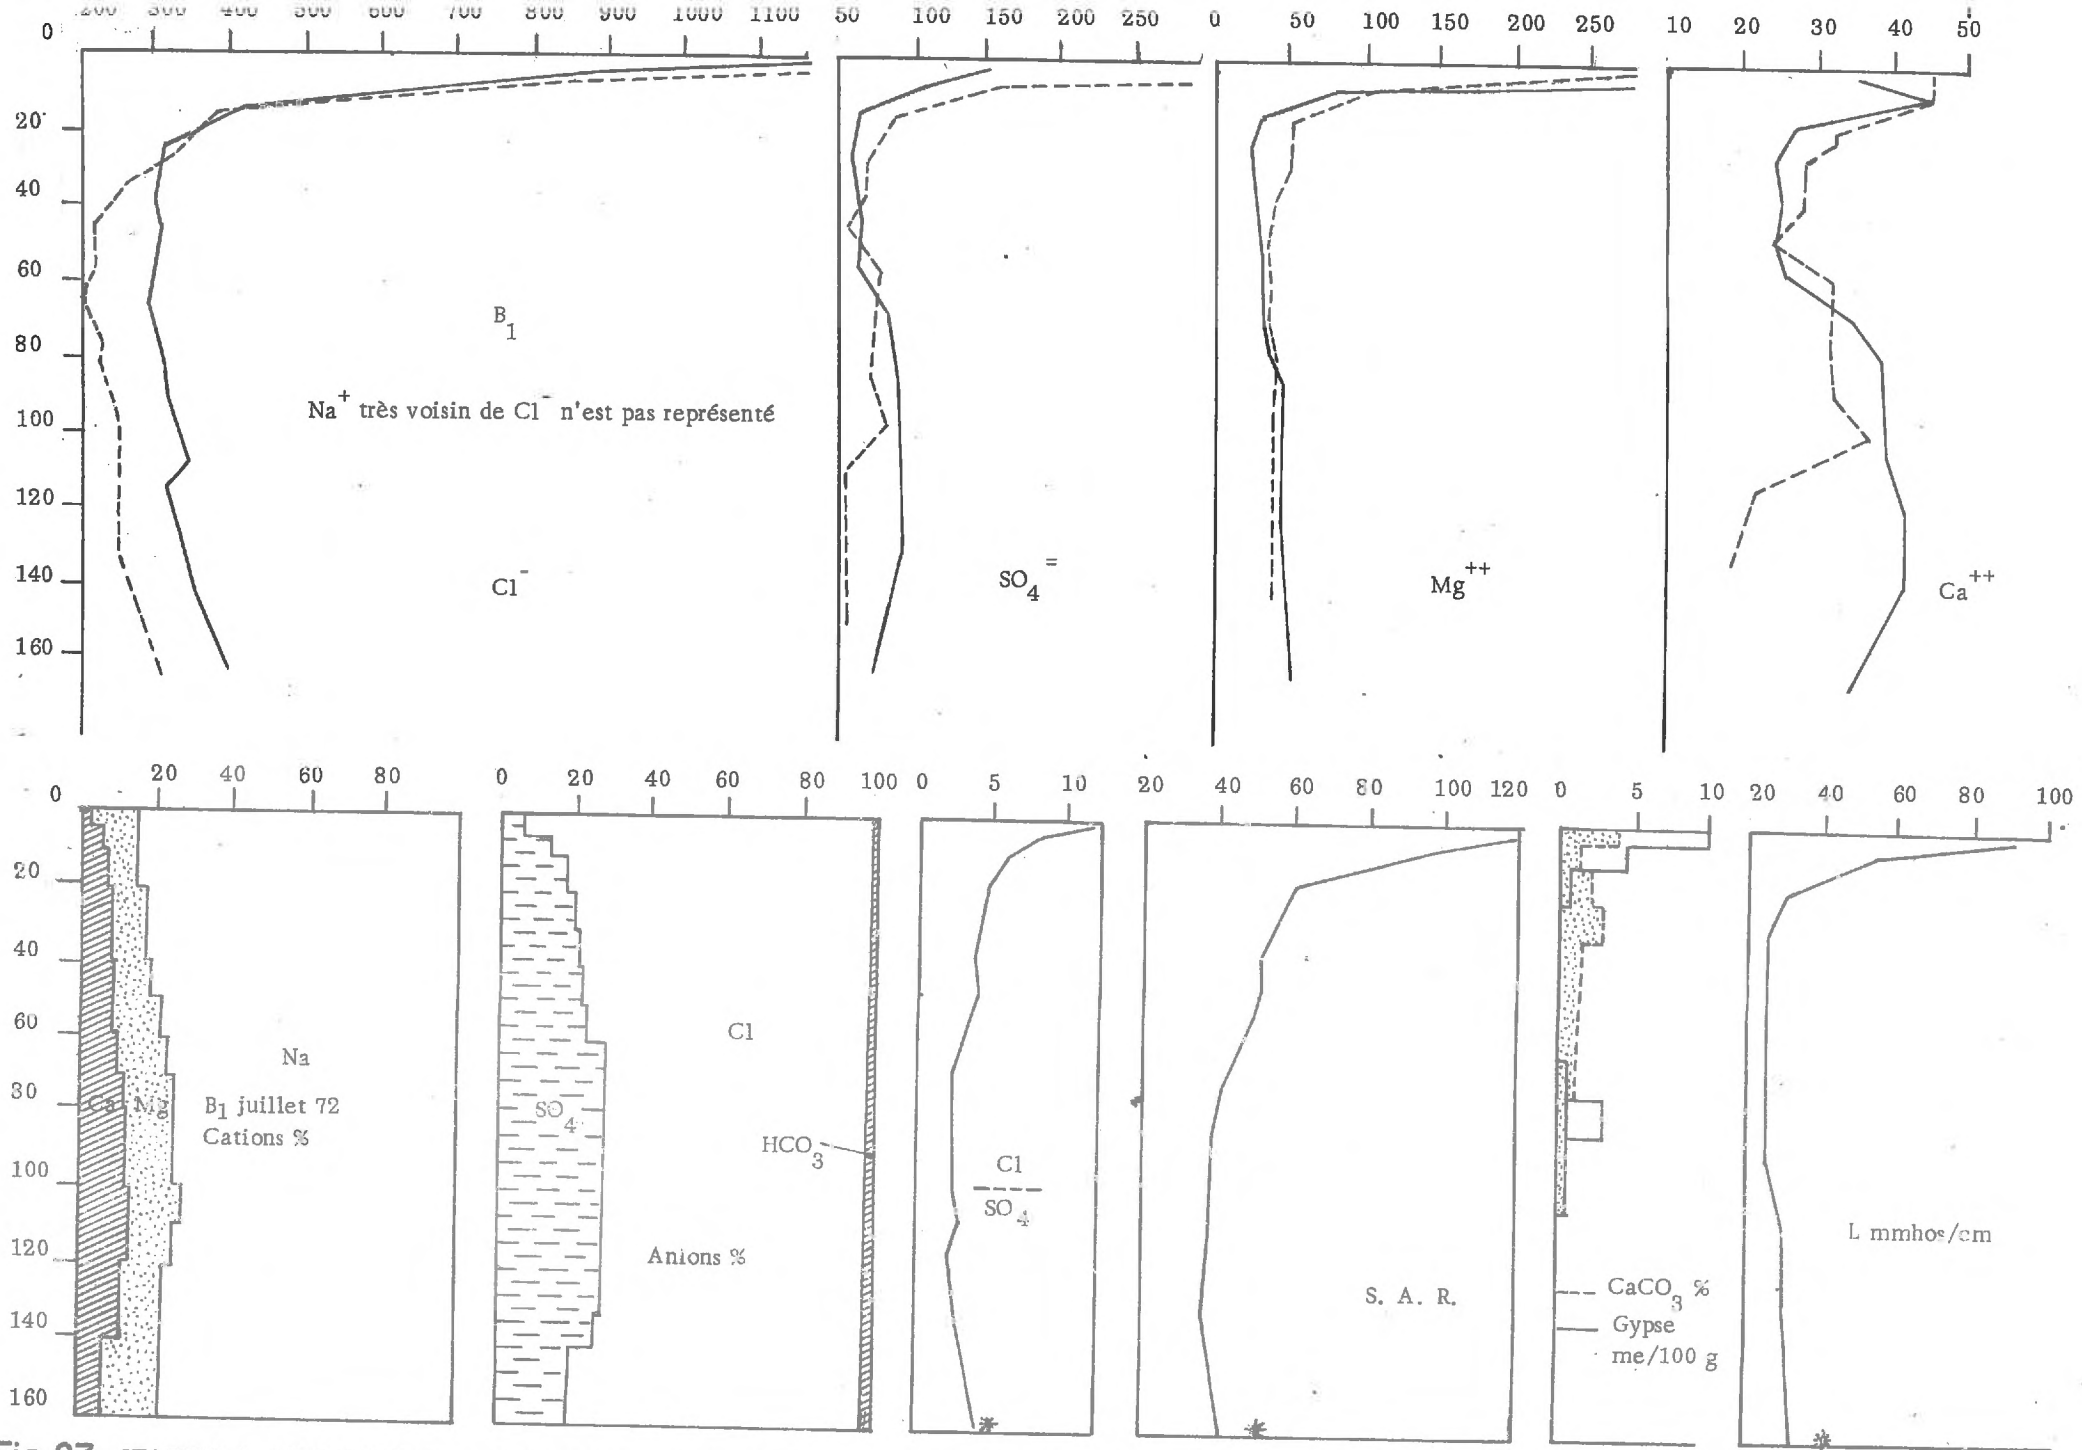 200 300 400 500 600 700 800 900 1000 1100
50 100 150 200 250
0 50 100 150 200 250
10 20 30 40 50
0
20
40
60
80
100
120
140
160
B1
Na+ très voisin de Cl- n'est pas représenté
Cl-
SO4=
Mg++
Ca++
20 40 60 80
0 20 40 60 80 100
0 5 10
20 40 60 80 100 120
0 5 10
20 40 60 80 100
0
20
40
60
80
100
120
140
160
Ca
Mg
Na
B1 juillet 72
Cations %
SO4
Cl
HCO3
Anions %
Cl
SO4
S. A. R.
CaCO3 %
Gypse
me/100 g
L mmhos/cm